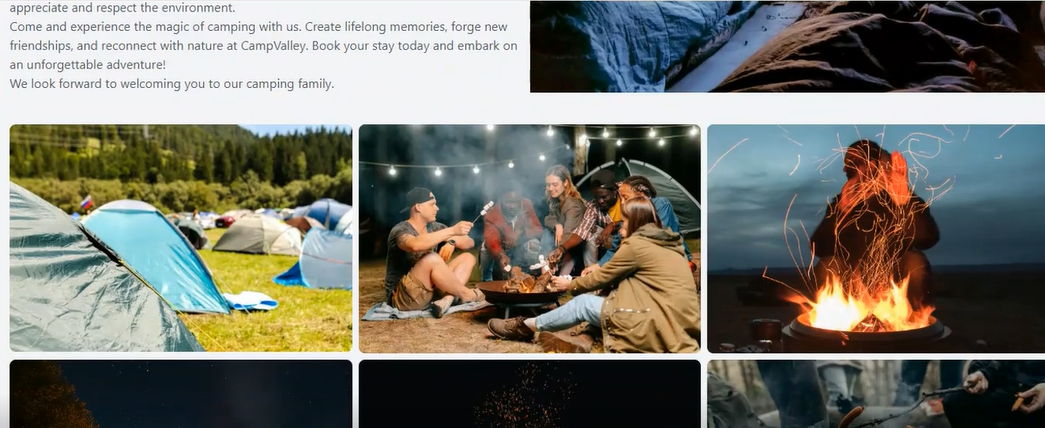 appreciate and respect the environment.
Come and experience the magic of camping with us. Create lifelong memories, forge new
friendships, and reconnect with nature at CampValley. Book your stay today and embark on
an unforgettable adventure!
We look forward to welcoming you to our camping family.